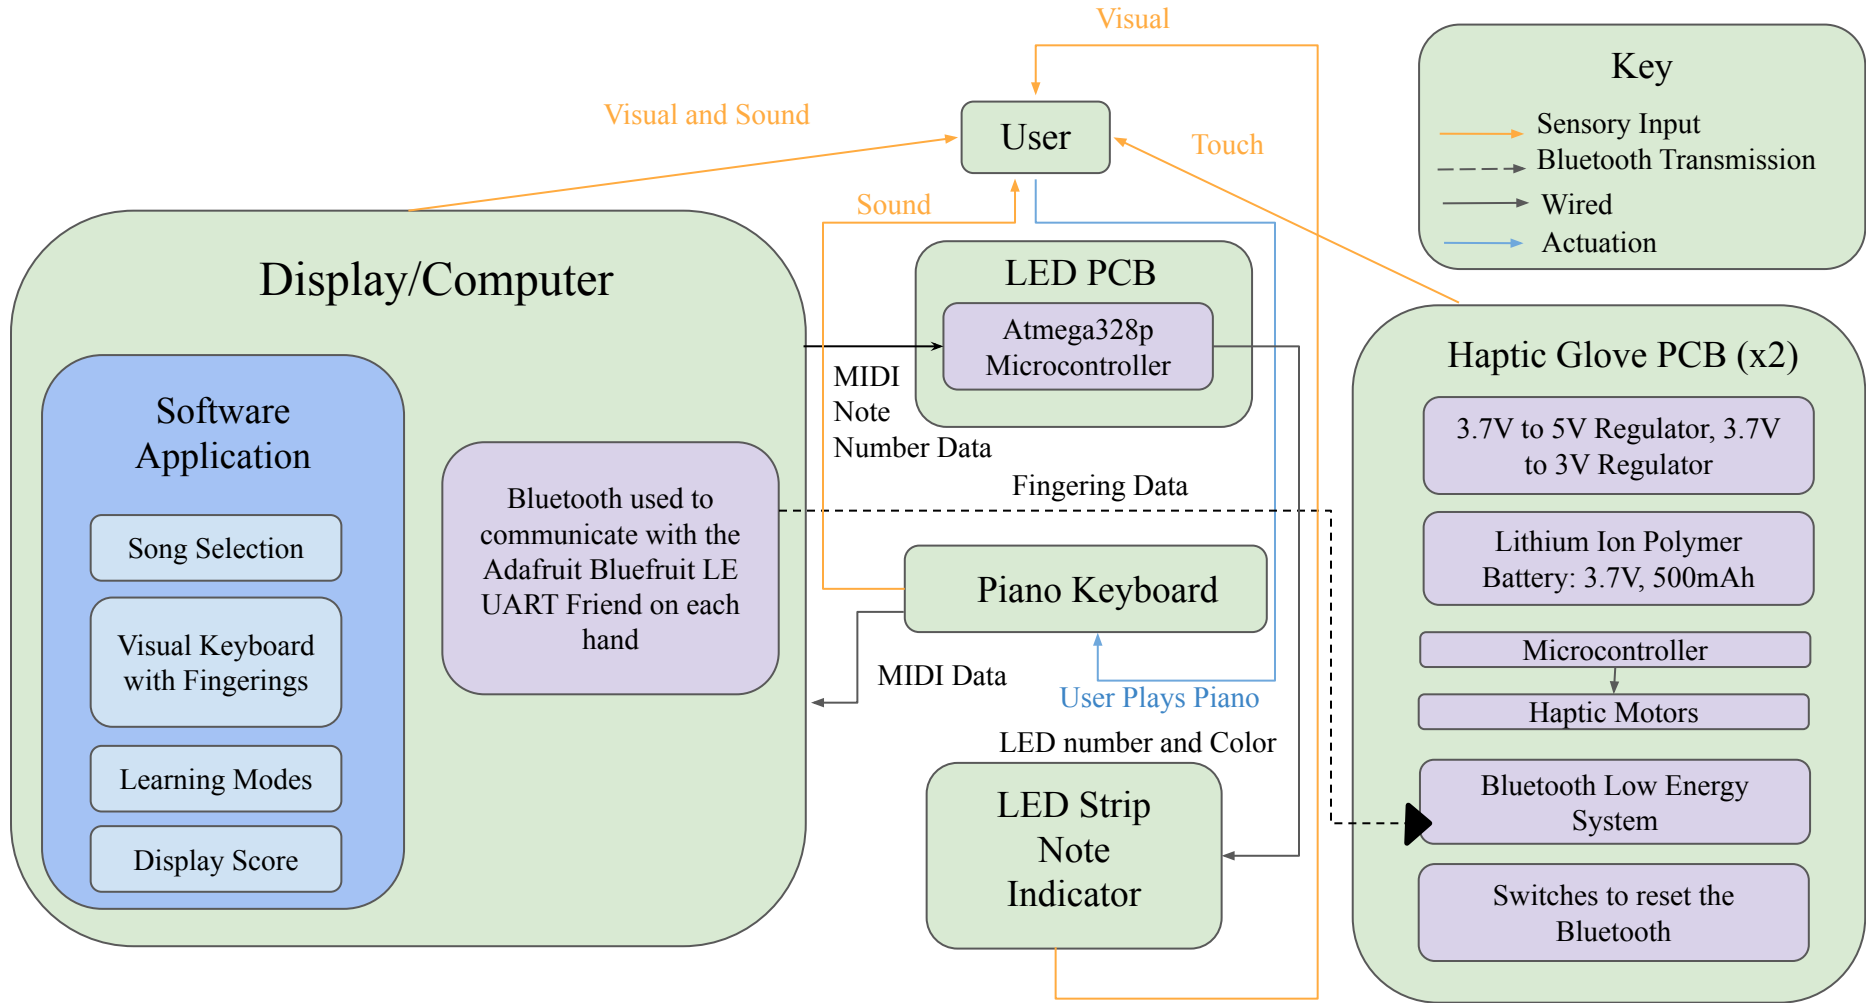 Visual
Visual and Sound
User
Touch
Sound
Key
Sensory Input
Bluetooth Transmission
Wired
Actuation
Display/Computer
Software
Application
Song Selection
Visual Keyboard
with Fingerings
Learning Modes
Display Score
Bluetooth used to
communicate with the
Adafruit Bluefruit LE
UART Friend on each
hand
LED PCB
Atmega328p
Microcontroller
MIDI
Note
Number Data
Fingering Data
Piano Keyboard
MIDI Data
User Plays Piano
LED number and Color
LED Strip
Note
Indicator
Haptic Glove PCB (x2)
3.7V to 5V Regulator, 3.7V
to 3V Regulator
Lithium Ion Polymer
Battery: 3.7V, 500mAh
Microcontroller
Haptic Motors
Bluetooth Low Energy
System
Switches to reset the
Bluetooth